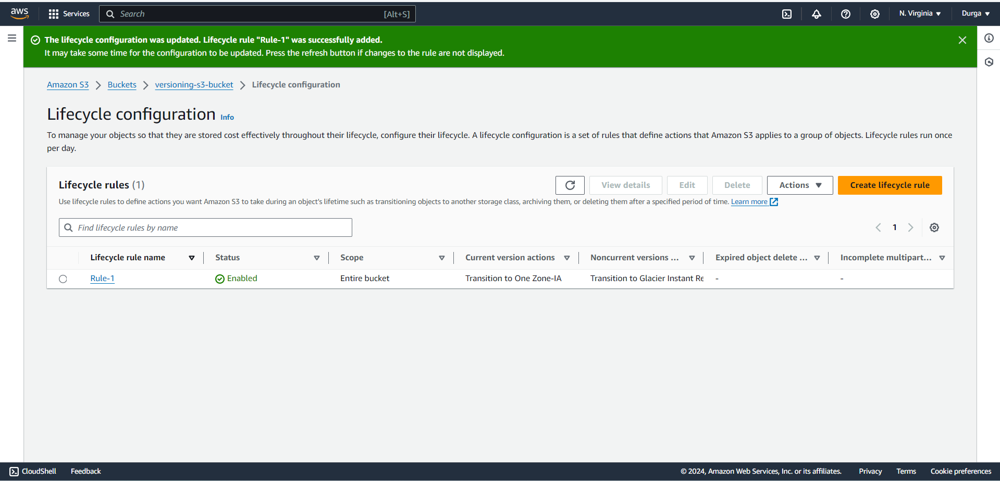 aws
Services
Search [Alt+S]
N. Virginia
Durga
The lifecycle configuration was updated. Lifecycle rule "Rule-1" was successfully added.
It may take some time for the configuration to be updated. Press the refresh button if changes to the rule are not displayed.
Amazon S3 Buckets versioning-s3-bucket Lifecycle configuration
Lifecycle configuration Info
To manage your objects so that they are stored cost effectively throughout their lifecycle, configure their lifecycle. A lifecycle configuration is a set of rules that define actions that Amazon S3 applies to a group of objects. Lifecycle rules run once
per day.
Lifecycle rules (1)
View details
Edit
Delete
Actions
Create lifecycle rule
Use lifecycle rules to define actions you want Amazon S3 to take during an object's lifetime such as transitioning objects to another storage class, archiving them, or deleting them after a specified period of time. Learn more
Find lifecycle rules by name
1
Lifecycle rule name Status Scope Current version actions Noncurrent versions ... Expired object delete ... Incomplete multipart...
Rule-1 Enabled Entire bucket Transition to One Zone-IA Transition to Glacier Instant Re - -
CloudShell Feedback © 2024, Amazon Web Services, Inc. or its affiliates. Privacy Terms Cookie preferences